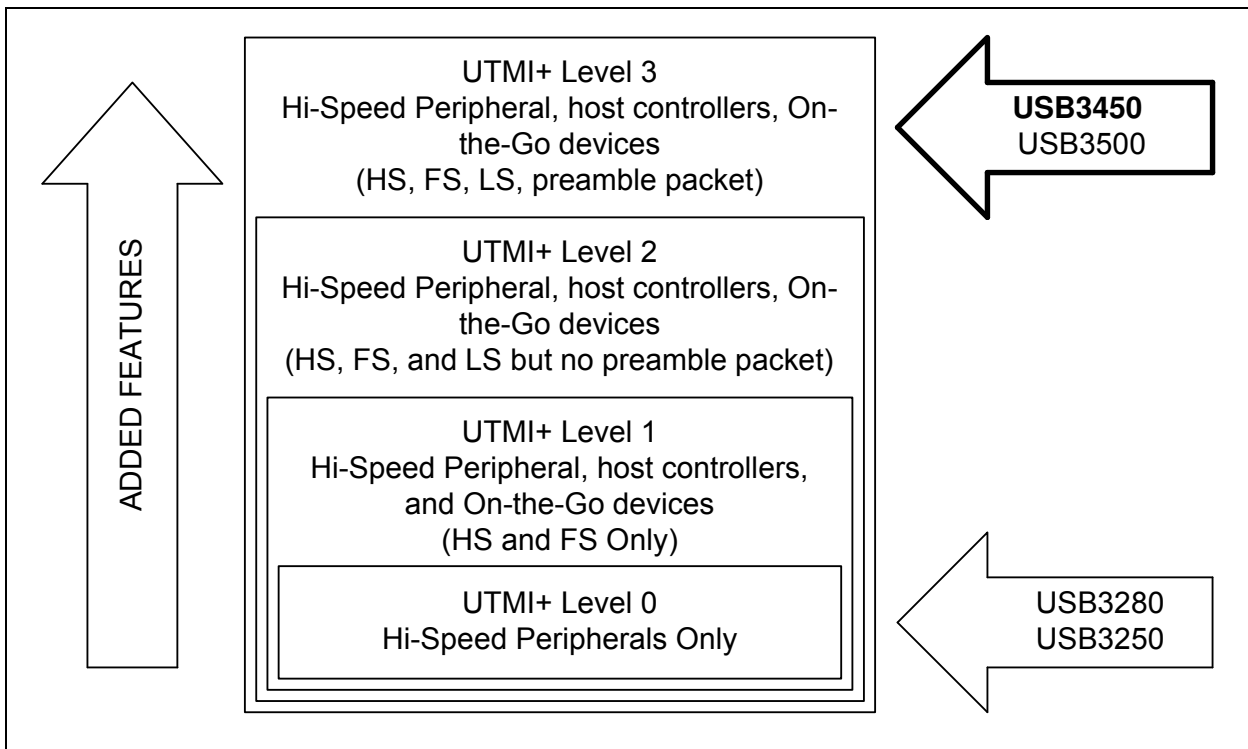 UTMI+ Level 3
Hi-Speed Peripheral, host controllers, On-
the-Go devices
(HS, FS, LS, preamble packet)
USB3450
USB3500
ADDED FEATURES
UTMI+ Level 2
Hi-Speed Peripheral, host controllers, On-
the-Go devices
(HS, FS, and LS but no preamble packet)
UTMI+ Level 1
Hi-Speed Peripheral, host controllers,
and On-the-Go devices
(HS and FS Only)
UTMI+ Level 0
Hi-Speed Peripherals Only
USB3280
USB3250